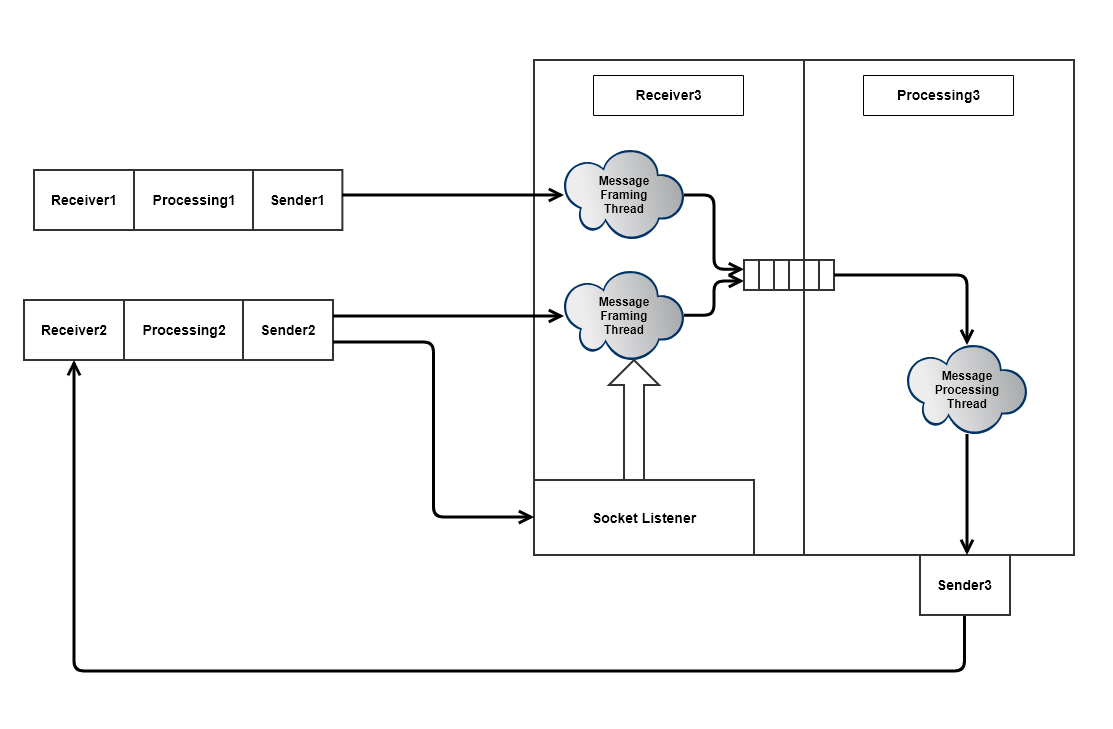 Receiver3
Processing3
Message
Framing
Thread
Receiver1
Processing1
Sender1
Message
Framing
Thread
Receiver2
Processing2
Sender2
Message
Processing
Thread
Socket Listener
Sender3